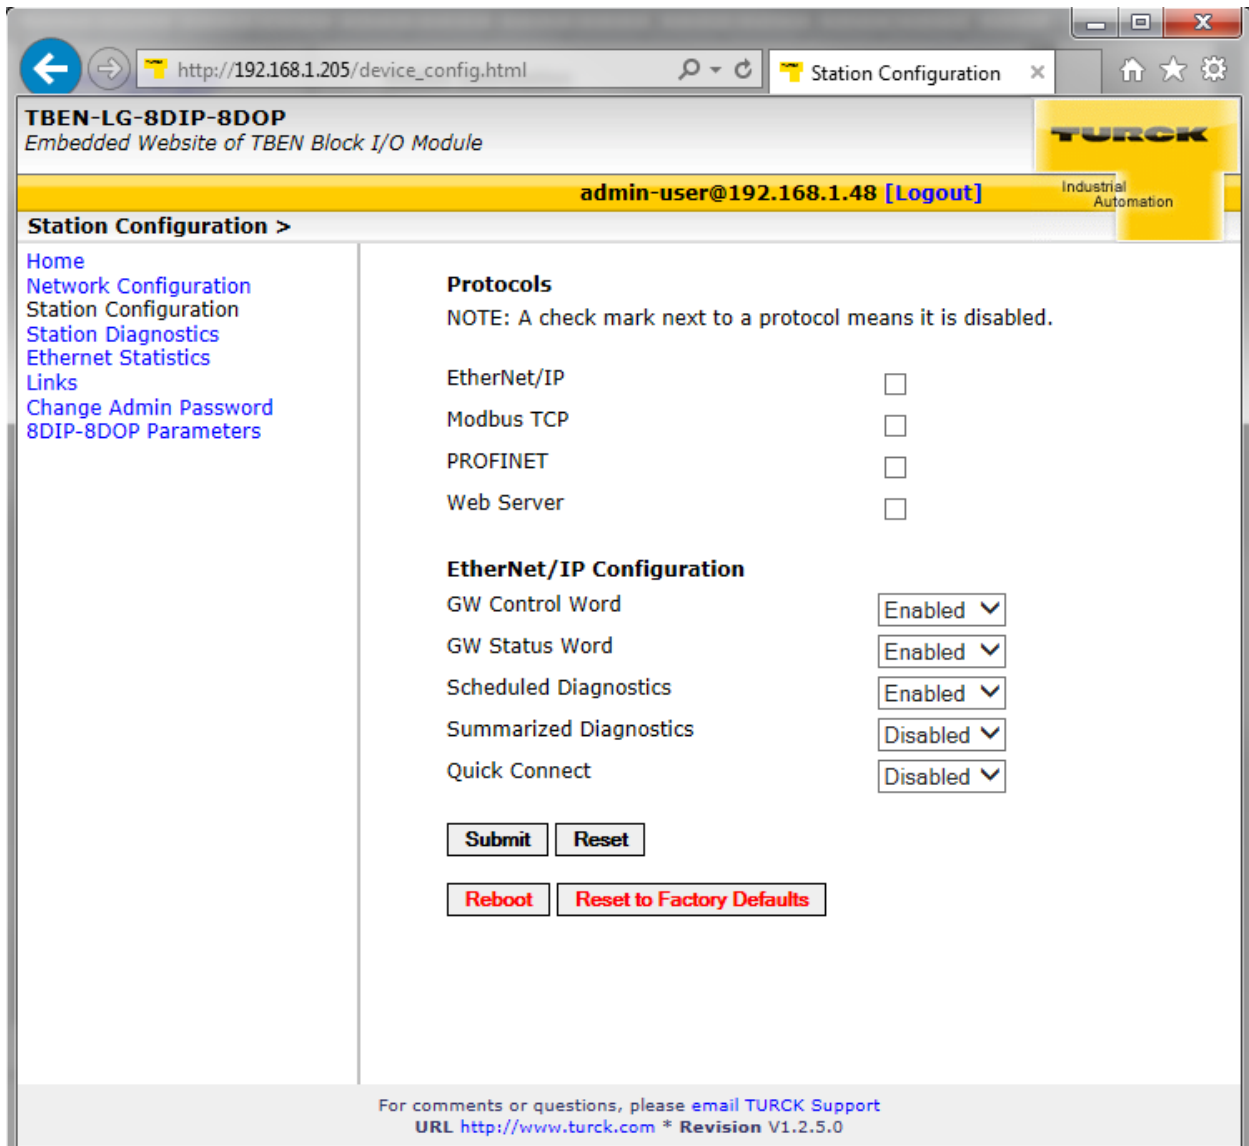 http://192.168.1.205/device_config.html
Station Configuration
TBEN-LG-8DIP-8DOP
Embedded Website of TBEN Block I/O Module
TURCK
admin-user@192.168.1.48 [Logout]
Industrial
Automation
Station Configuration >
Home
Network Configuration
Station Configuration
Station Diagnostics
Ethernet Statistics
Links
Change Admin Password
8DIP-8DOP Parameters
Protocols
NOTE: A check mark next to a protocol means it is disabled.
EtherNet/IP
Modbus TCP
PROFINET
Web Server
EtherNet/IP Configuration
GW Control Word Enabled
GW Status Word Enabled
Scheduled Diagnostics Enabled
Summarized Diagnostics Disabled
Quick Connect Disabled
Submit Reset
Reboot Reset to Factory Defaults
For comments or questions, please email TURCK Support
URL http://www.turck.com * Revision V1.2.5.0